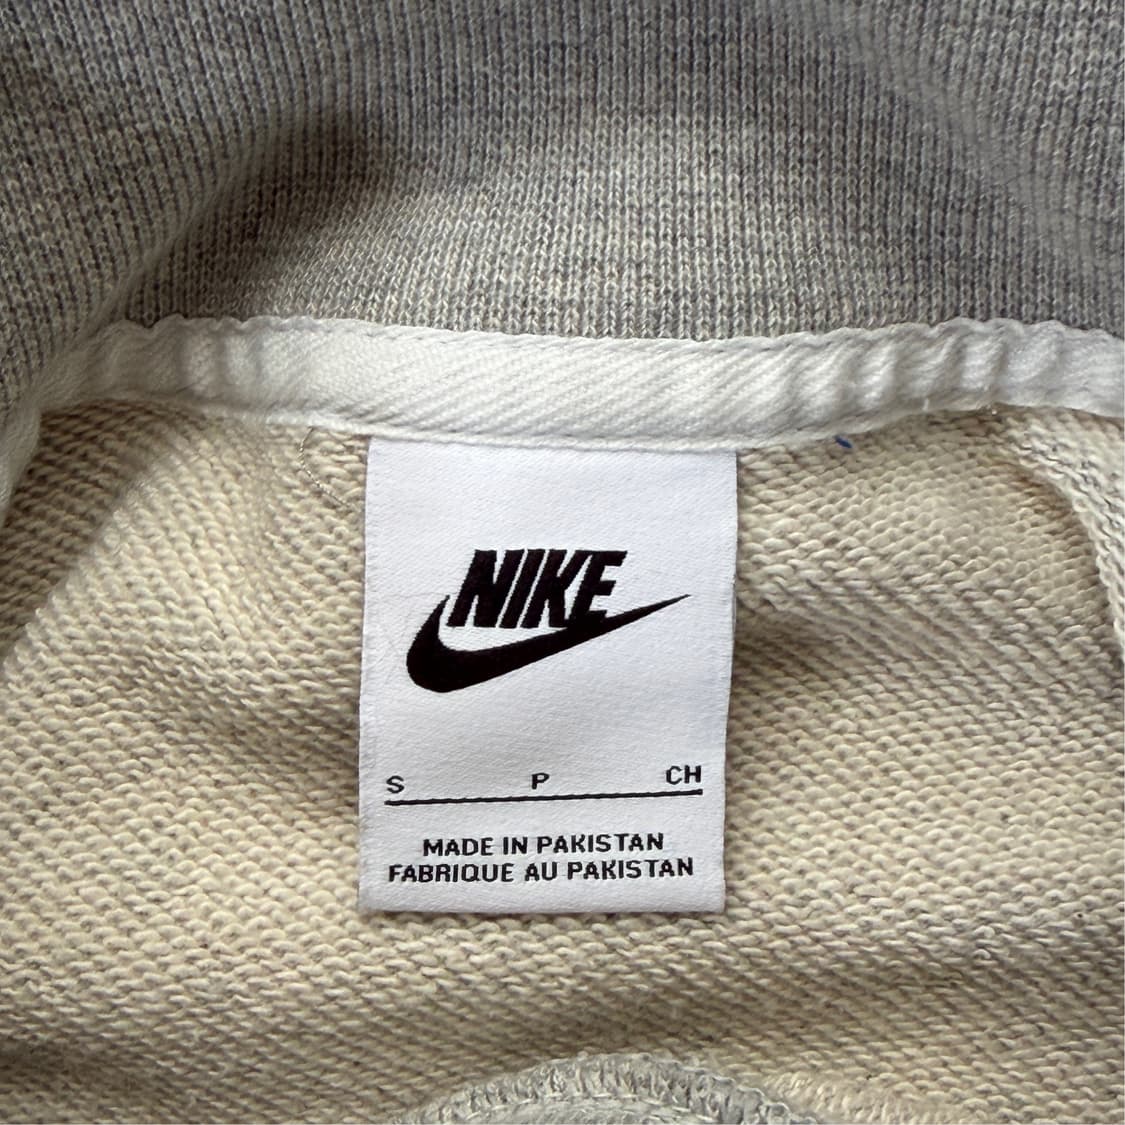 NIKE
S P CH
MADE IN PAKISTAN
FABRIQUE AU PAKISTAN